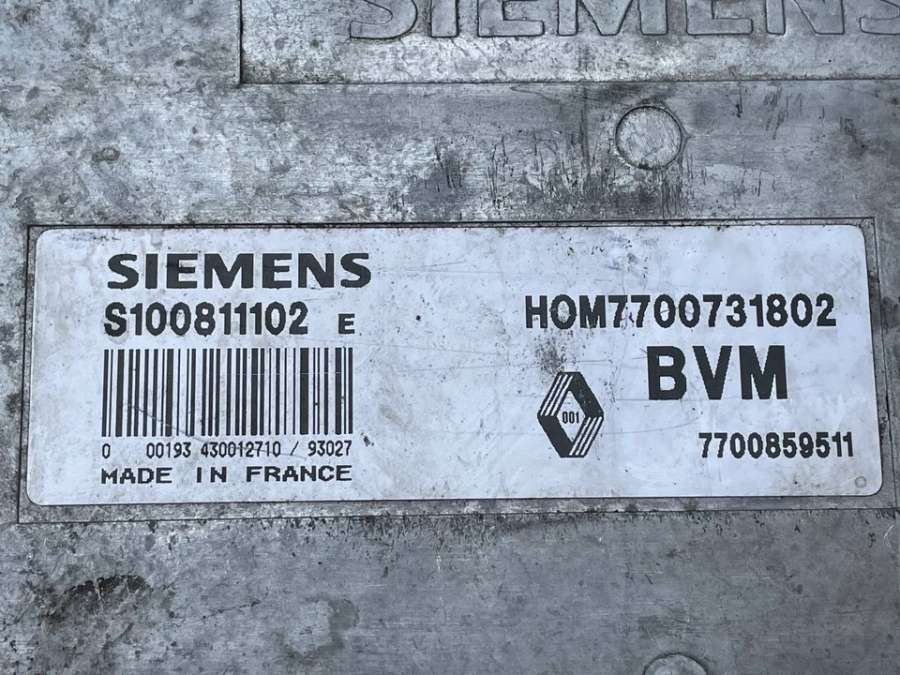 SIEMENS
SIEMENS
S100811102 E
0 00193 430012710 / 93027
MADE IN FRANCE
HOM7700731802
BVM
001
7700859511